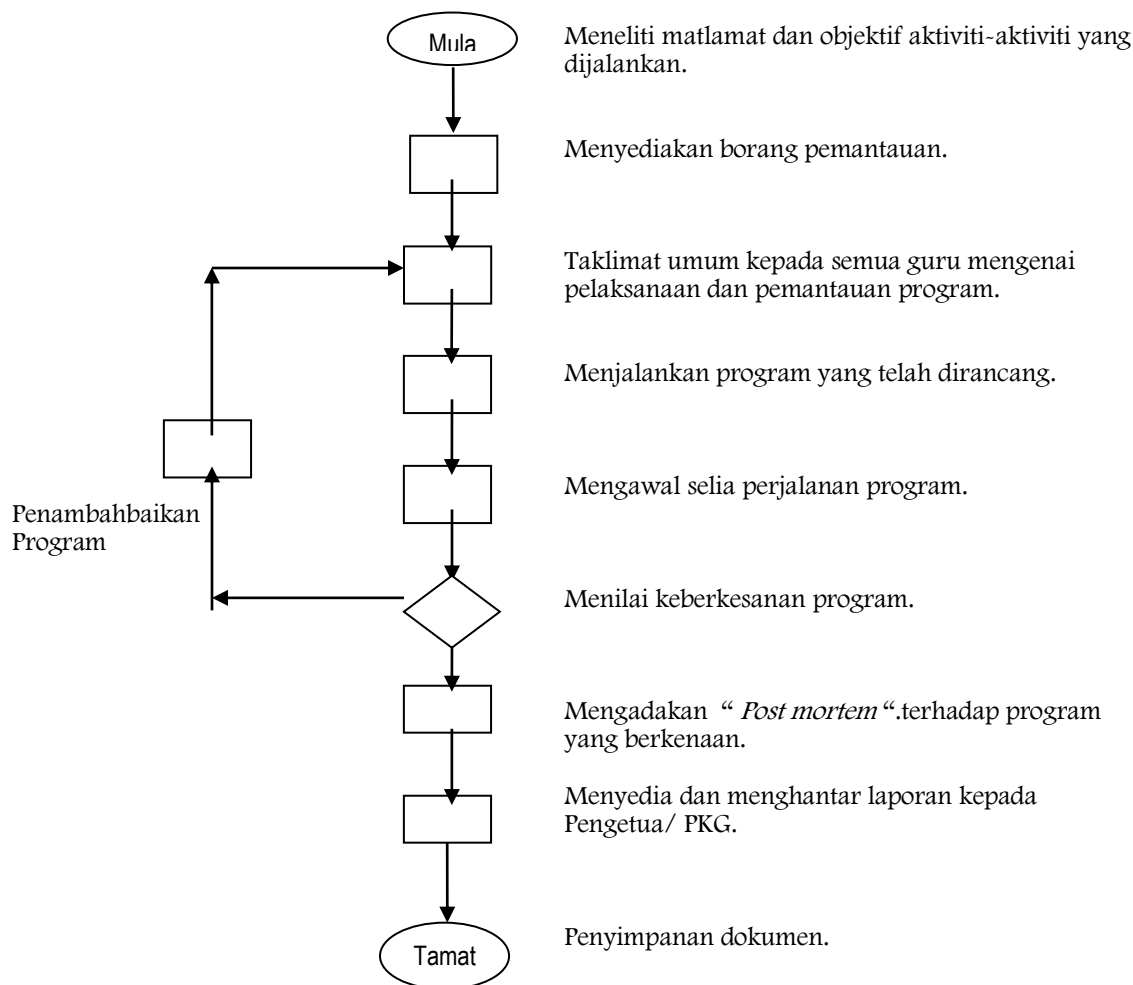 Mula
Meneliti matlamat dan objektif aktiviti-aktiviti yang
dijalankan.
Menyediakan borang pemantauan.
Taklimat umum kepada semua guru mengenai
pelaksanaan dan pemantauan program.
Menjalankan program yang telah dirancang.
Mengawal selia perjalanan program.
Penambahbaikan
Program
Menilai keberkesanan program.
Mengadakan “ Post mortem “.terhadap program
yang berkenaan.
Menyedia dan menghantar laporan kepada
Pengetua/ PKG.
Tamat
Penyimpanan dokumen.